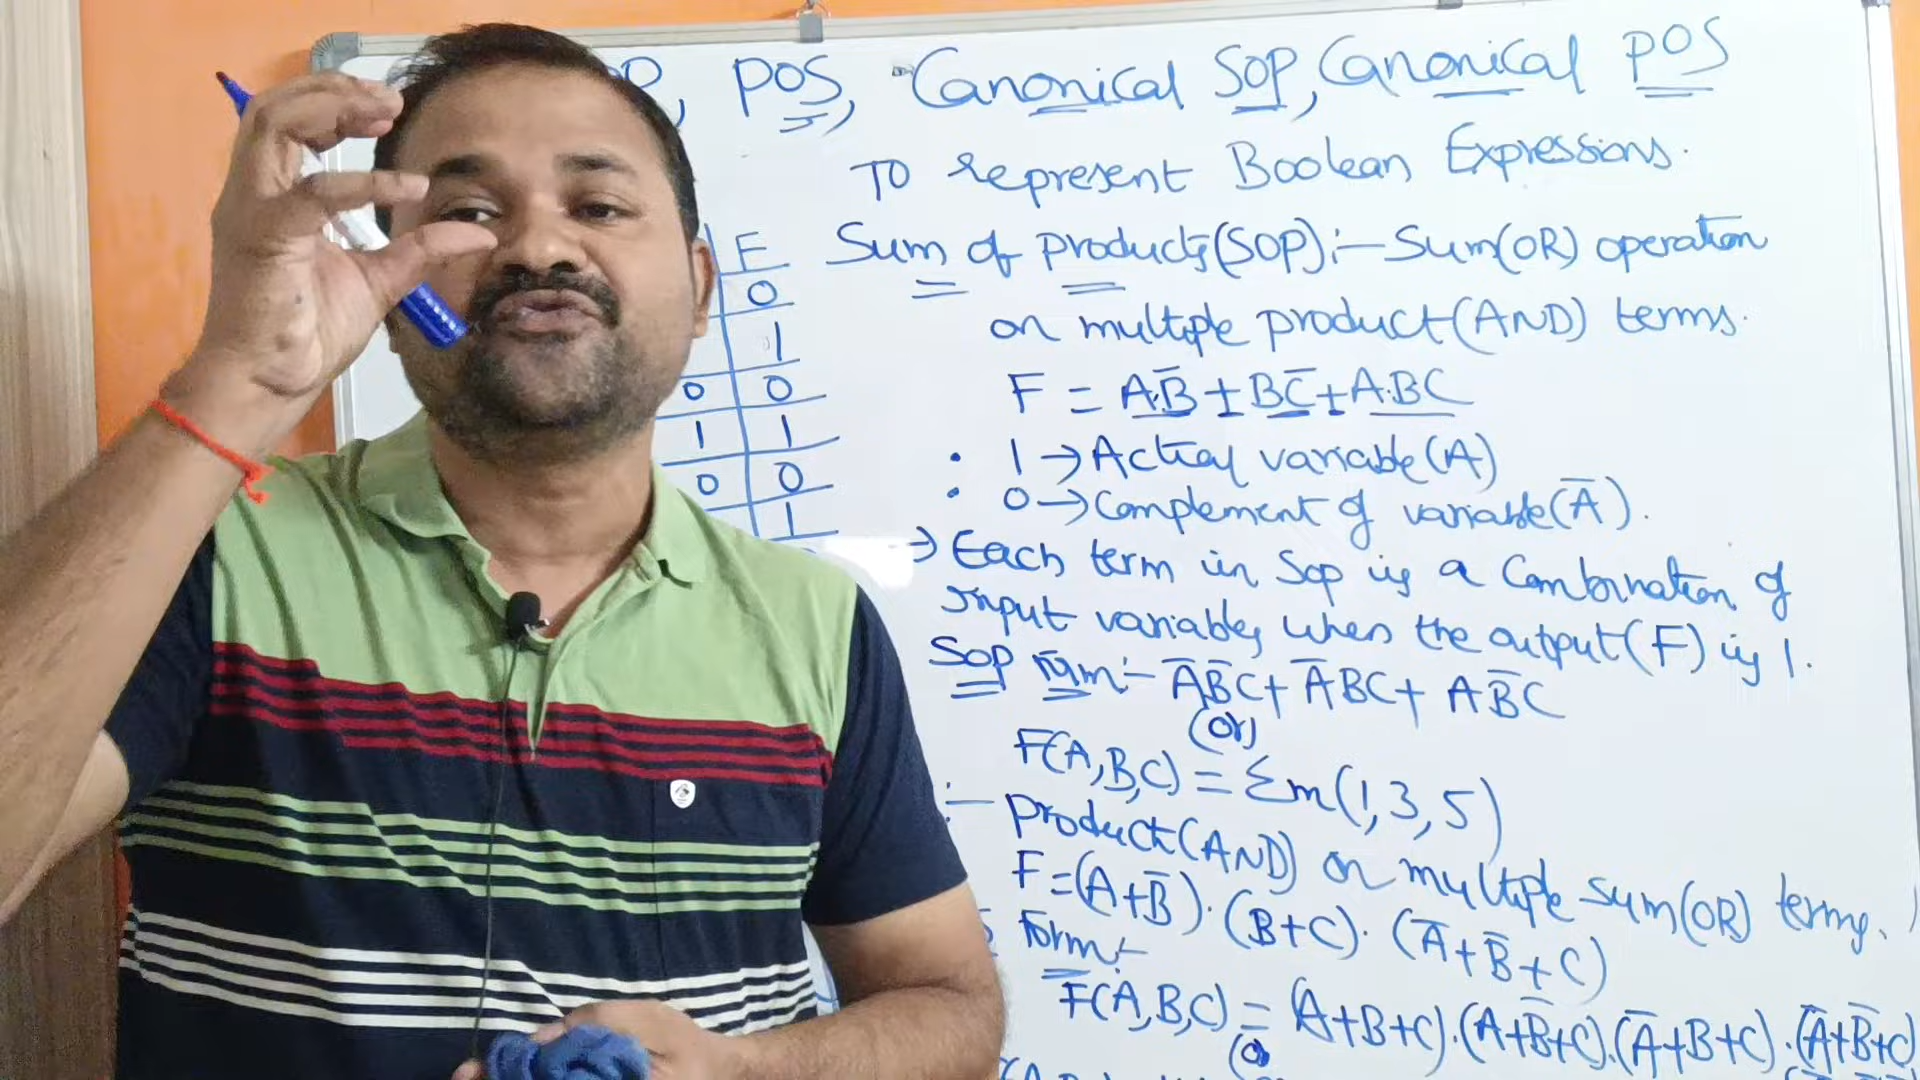 POS, Canonical SOP, Canonical POS
To represent Boolean Expressions.
F
0
1
0 0
1 1
0 0
1
Sum of products(SOP):- Sum(OR) operation
on multiple product(AND) terms.
F = A·B̅ + BC̅ + A·BC
• 1 → Actual variable(A)
• 0 → Complement of variable(A̅).
→ Each term in SOP is a Combination of
input variables when the output(F) is 1.
SOP form:- A̅B̅C + A̅BC + AB̅C
(or)
F(A,B,C) = Σm(1,3,5)
:- product(AND) on multiple sum(OR) terms.
F=(A+B̅)·(B+C)·(A̅+B̅+C)
Form:-
F(A,B,C) = (A+B+C)·(A+B̅+C)·(A̅+B+C)·(A̅+B̅+C)